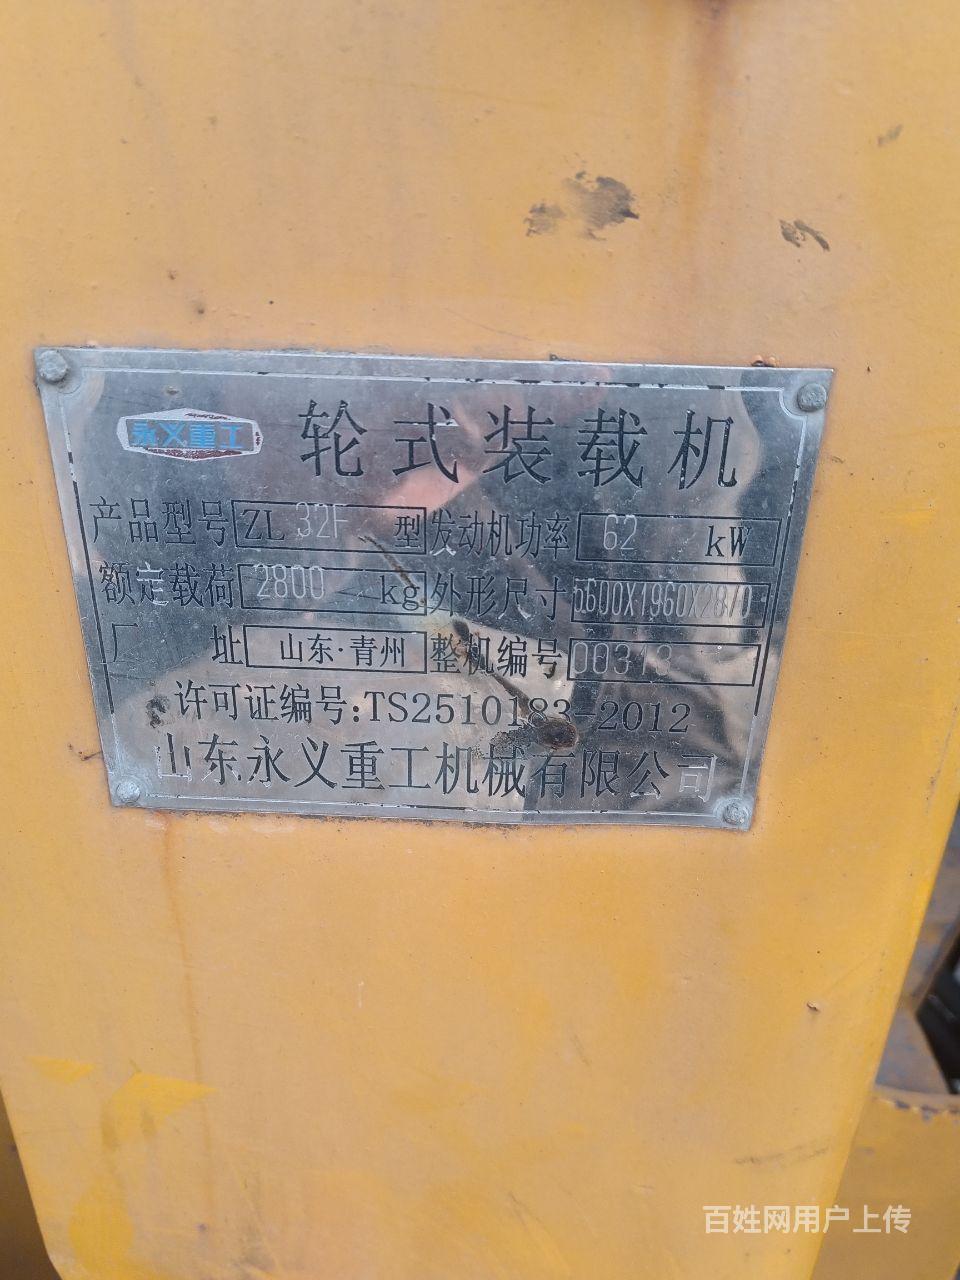 永义重工
轮式装载机
产品型号 ZL 32F 型 发动机功率 62 kW
额定载荷 2800 kg 外形尺寸 5600X1960X2870
厂 址 山东·青州 整机编号 00313
许可证编号:TS2510183-2012
山东永义重工机械有限公司
百姓网用户上传